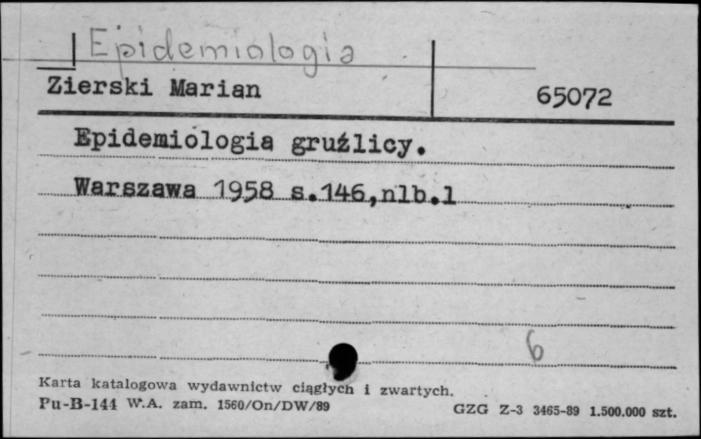 Epidemiologia
Zierski Marian
65072
Epidemiologia gruźlicy.
Warszawa 1958 s.146,nlb.1
6
Karta katalogowa wydawnictw ciągłych i zwartych.
Pu-B-144 W.A. zam. 1560/On/DW/89
GZG Z-3 3465-89 1.500.000 szt.